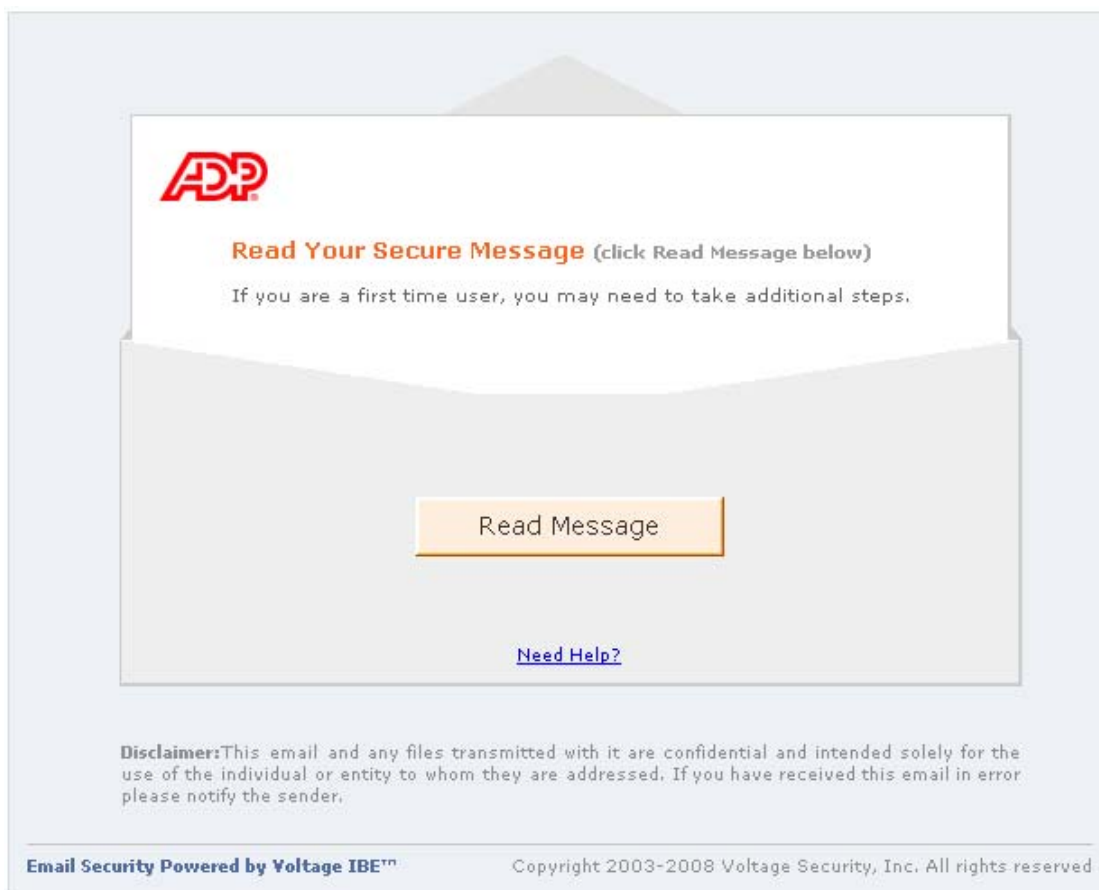 ADP
Read Your Secure Message (click Read Message below)
If you are a first time user, you may need to take additional steps.
Read Message
Need Help?
Disclaimer:This email and any files transmitted with it are confidential and intended solely for the
use of the individual or entity to whom they are addressed. If you have received this email in error
please notify the sender.
Email Security Powered by Voltage IBE™ Copyright 2003-2008 Voltage Security, Inc. All rights reserved